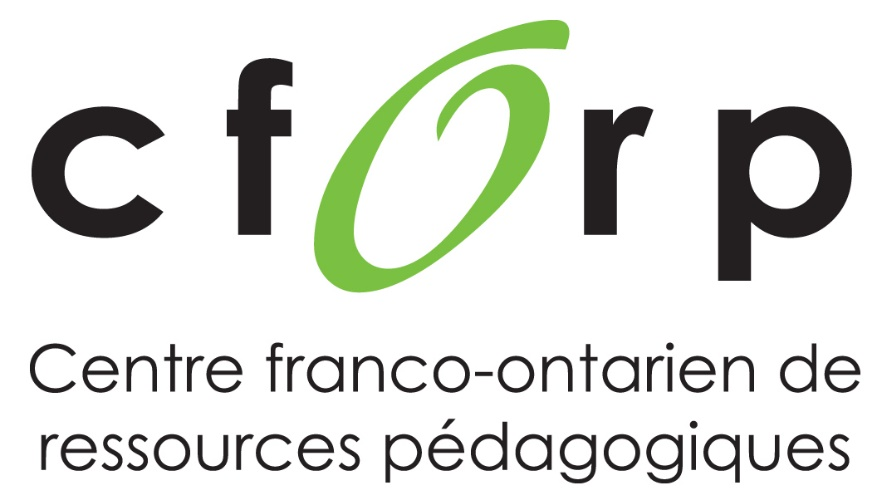 cforp
Centre franco-ontarien de
ressources pédagogiques